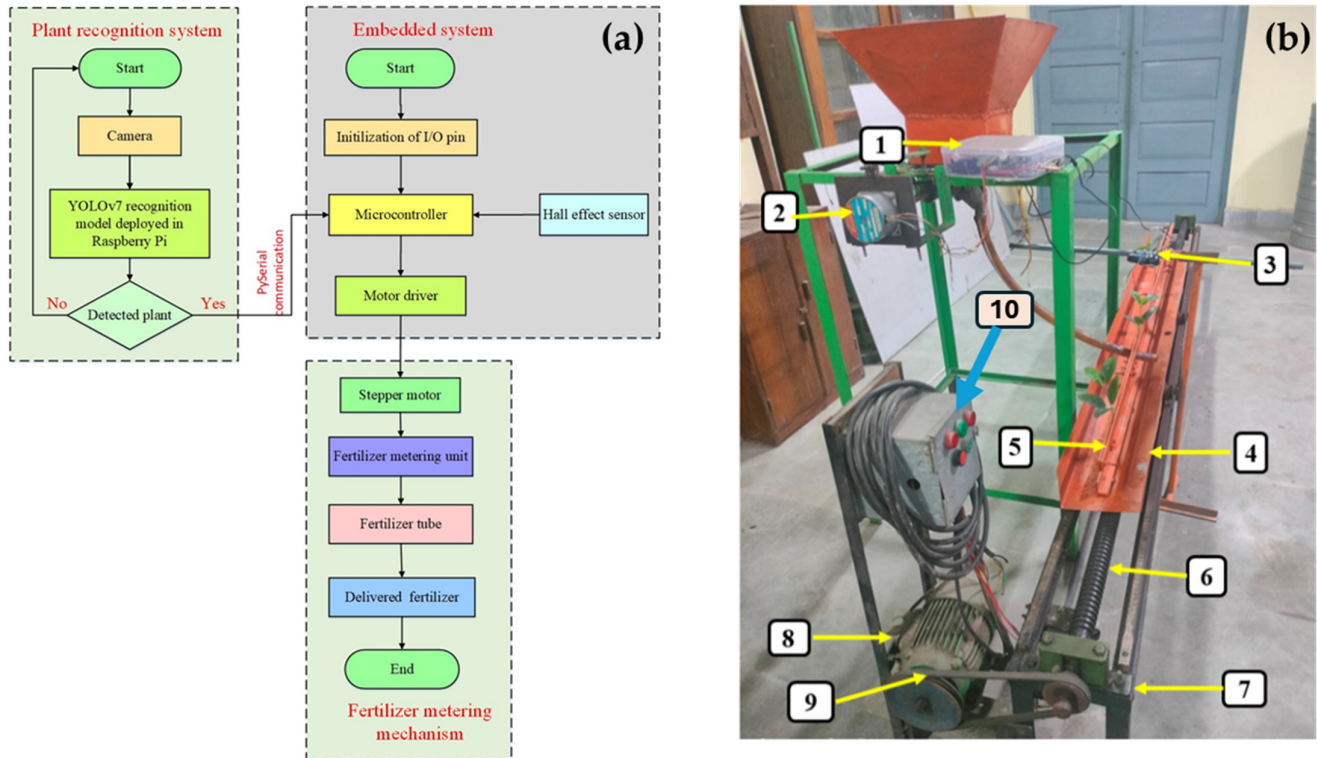 Plant recognition system
Start
Camera
YOLOv7 recognition
model deployed in
Raspberry Pi
Detected plant
No
Yes
PySerial
communication
Embedded system
(a)
Start
Initilization of I/O pin
Microcontroller
Hall effect sensor
Motor driver
Stepper motor
Fertilizer metering unit
Fertilizer tube
Delivered fertilizer
End
Fertilizer metering
mechanism
(b)
1
2
3
10
5
4
6
8
7
9